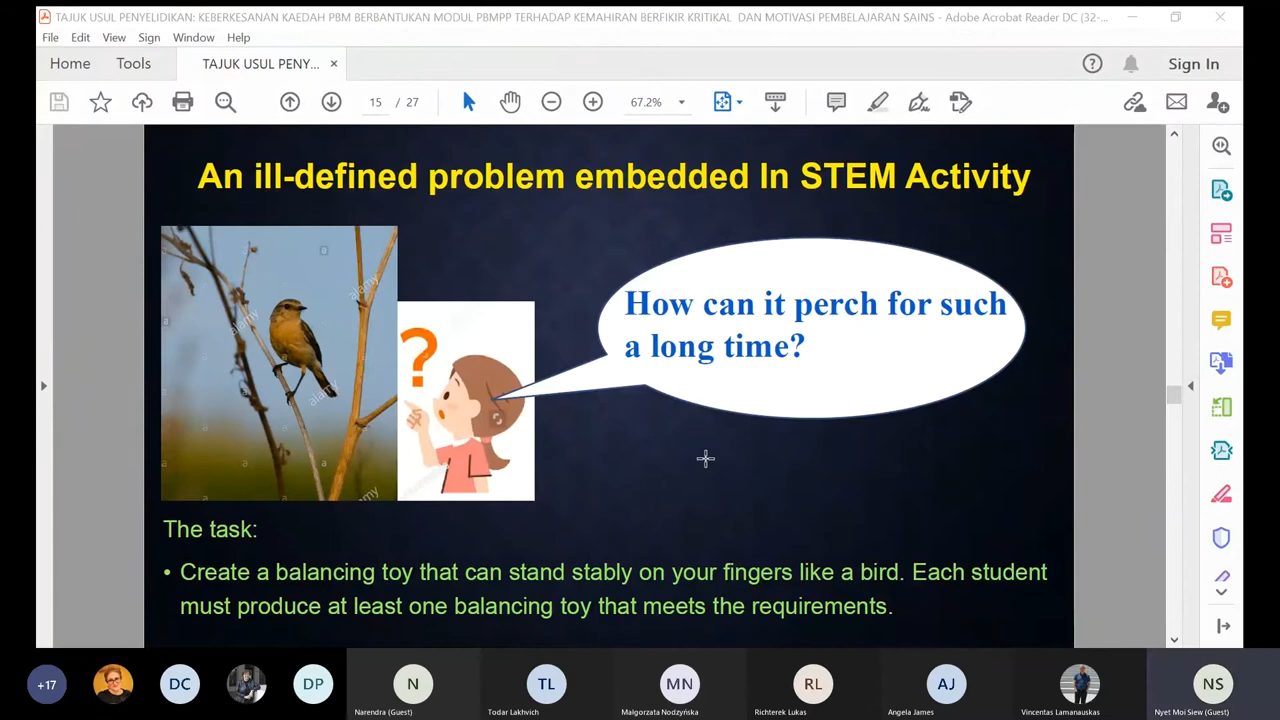 TAJUK USUL PENYELIDIKAN: KEBERKESANAN KAEDAH PBM BERBANTUKAN MODUL PBMPP TERHADAP KEMAHIRAN BERFIKIR KRITIKAL DAN MOTIVASI PEMBELAJARAN SAINS - Adobe Acrobat Reader DC (32-...
File Edit View Sign Window Help
Home Tools TAJUK USUL PENY... × Sign In
15 / 27 67.2%
An ill-defined problem embedded In STEM Activity
alamy
a
a
alamy
alamy
a a a
alamy
?
How can it perch for such
a long time?
The task:
• Create a balancing toy that can stand stably on your fingers like a bird. Each student
must produce at least one balancing toy that meets the requirements.
+17 DC DP N TL MN RL AJ NS
Narendra (Guest) Todar Lakhvich Małgorzata Nodzyńska Richterek Lukas Angela James Vincentas Lamanauskas Nyet Moi Siew (Guest)